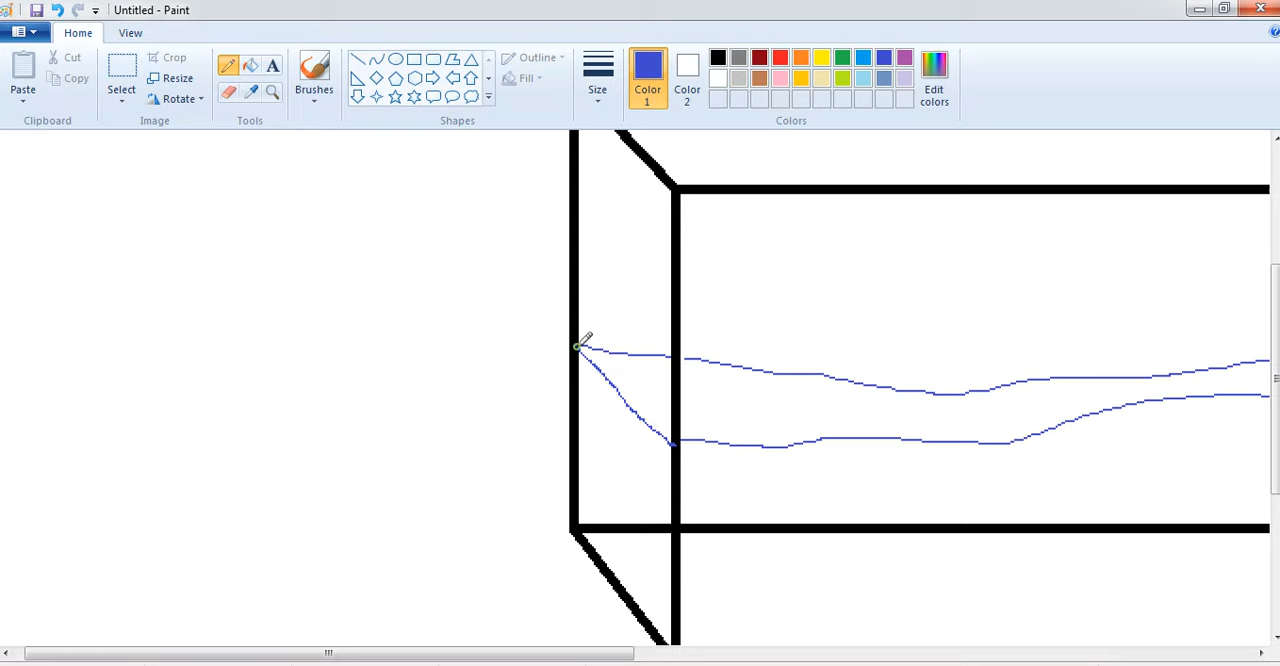 Untitled - Paint
Home View
Paste
Cut
Copy
Clipboard
Select
Crop
Resize
Rotate
Image
A
Tools
Brushes
Outline
Fill
Shapes
Size
Color
1
Color
2
Edit
colors
Colors